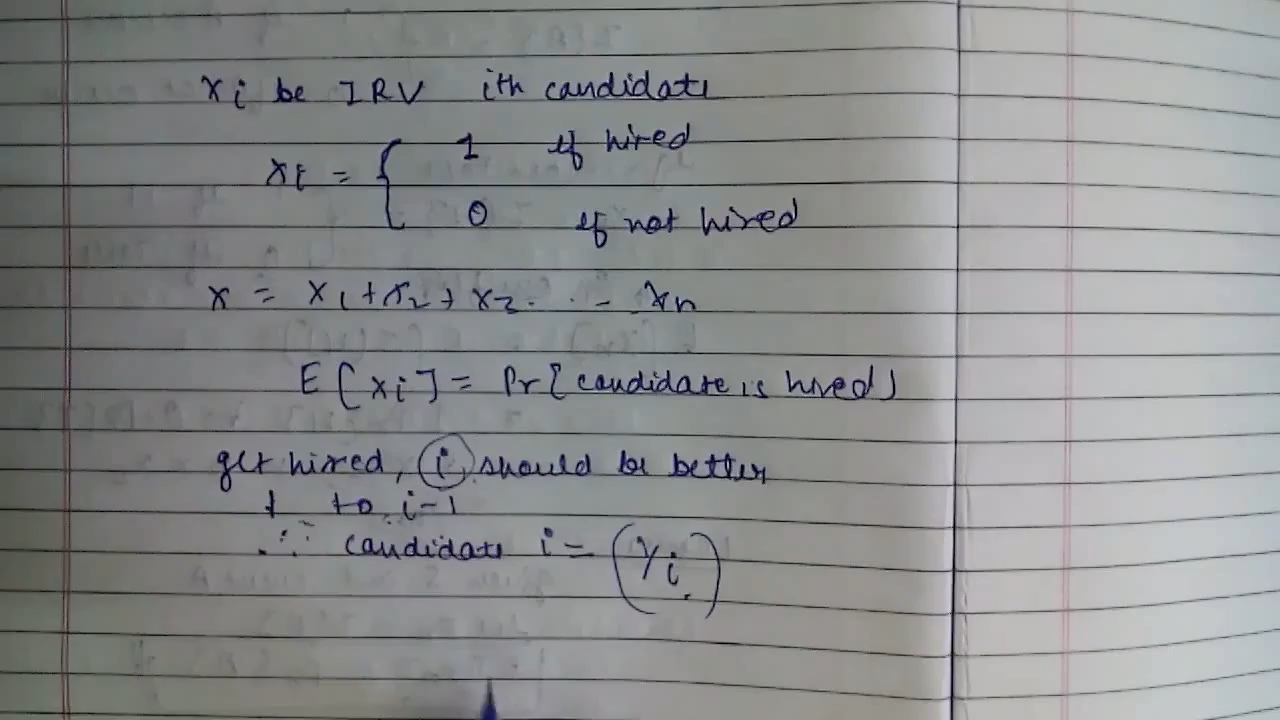 xi be IRV ith candidate
xi = { 1 if hired
0 if not hired
x = x1 + x2 + x3 . . . - xn
E[xi] = Pr[candidate is hired]
get hired, i should be better
1 to i-1
∴ candidate i = (1/i)